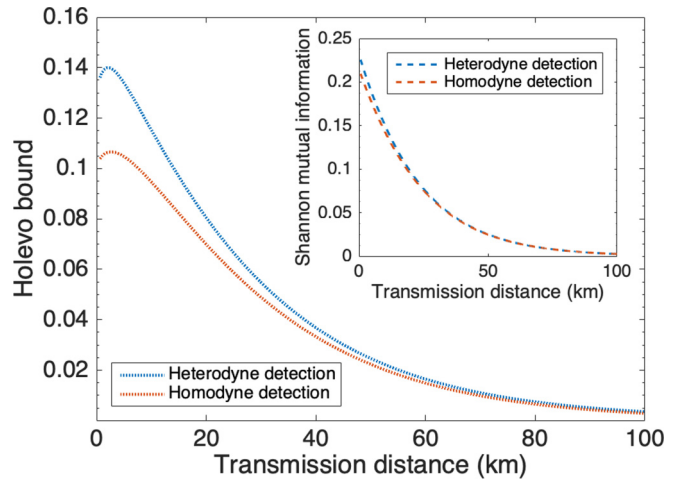 0.16
0.14
0.12
0.1
0.08
0.06
0.04
0.02
Holevo bound
0 20 40 60 80 100
Transmission distance (km)
Heterodyne detection
Homodyne detection
0.25
0.2
0.15
0.1
0.05
0
Shannon mutual information
0 50 100
Transmission distance (km)
Heterodyne detection
Homodyne detection